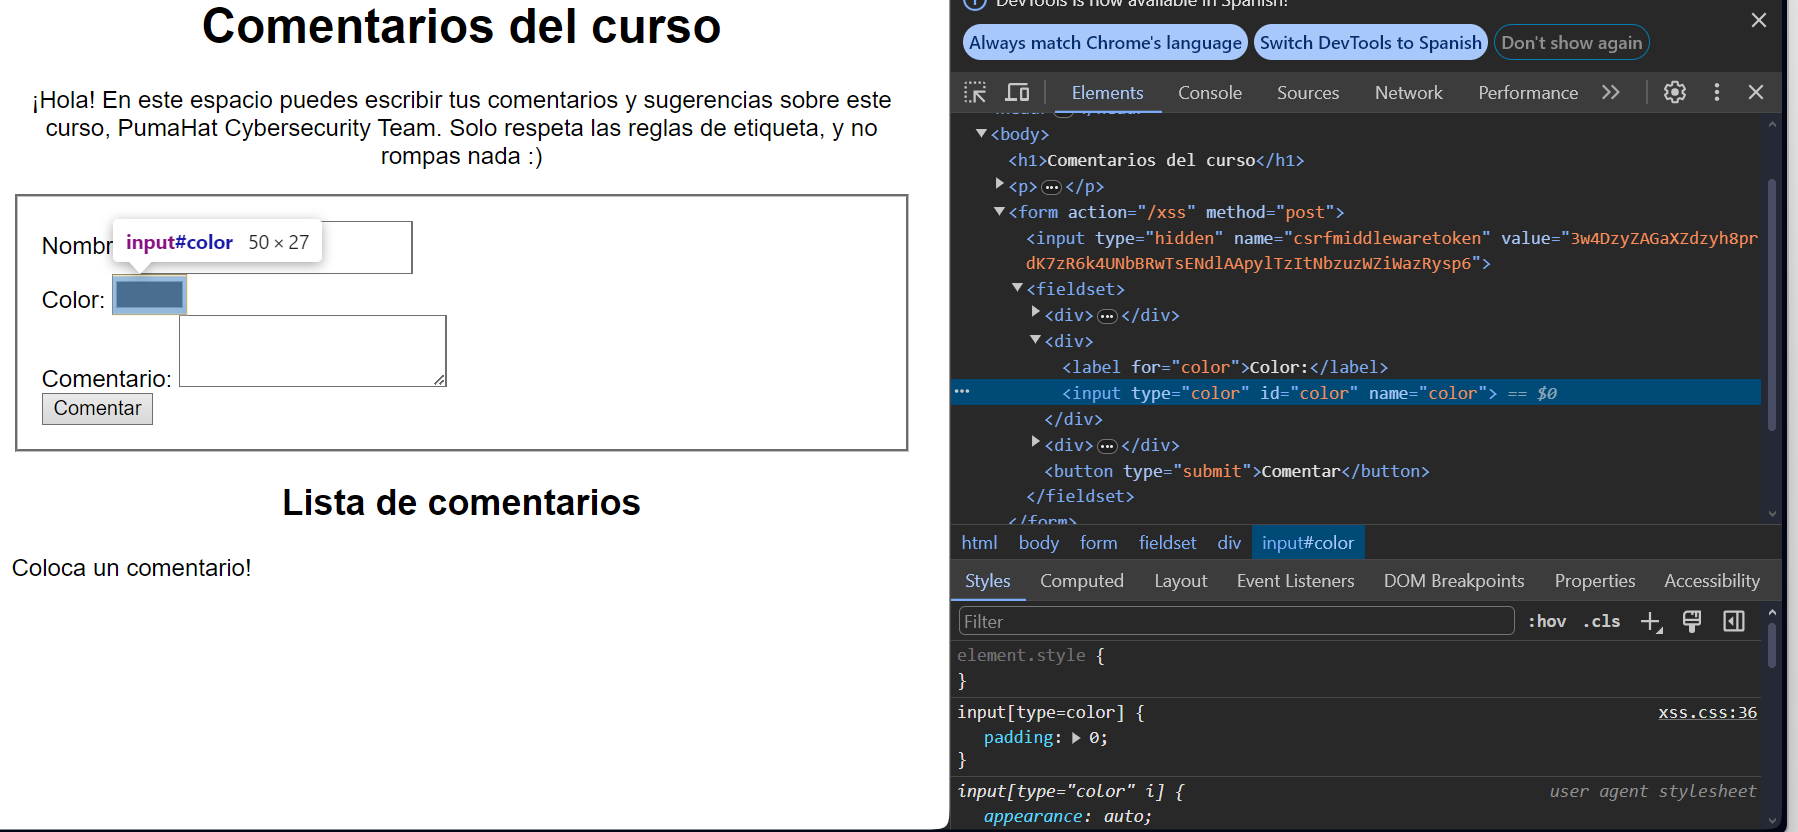 Comentarios del curso
¡Hola! En este espacio puedes escribir tus comentarios y sugerencias sobre este
curso, PumaHat Cybersecurity Team. Solo respeta las reglas de etiqueta, y no
rompas nada :)
Nombr
input#color 50 × 27
Color:
Comentario:
Comentar
Lista de comentarios
Coloca un comentario!
DevTools is now available in Spanish!
Always match Chrome's language
Switch DevTools to Spanish
Don't show again
Elements
Console
Sources
Network
Performance
<body>
<h1>Comentarios del curso</h1>
<p>…</p>
<form action="/xss" method="post">
<input type="hidden" name="csrfmiddlewaretoken" value="3w4DzyZAGaXZdzyh8pr
dK7zR6k4UNbBRwTsENdlAApylTzItNbzuzWZiWazRysp6">
<fieldset>
<div>…</div>
<div>
<label for="color">Color:</label>
<input type="color" id="color" name="color"> == $0
</div>
<div>…</div>
<button type="submit">Comentar</button>
</fieldset>
</form>
html body form fieldset div input#color
Styles
Computed
Layout
Event Listeners
DOM Breakpoints
Properties
Accessibility
Filter
:hov
.cls
element.style {
}
input[type=color] {
xss.css:36
padding: 0;
}
input[type="color" i] {
user agent stylesheet
appearance: auto;